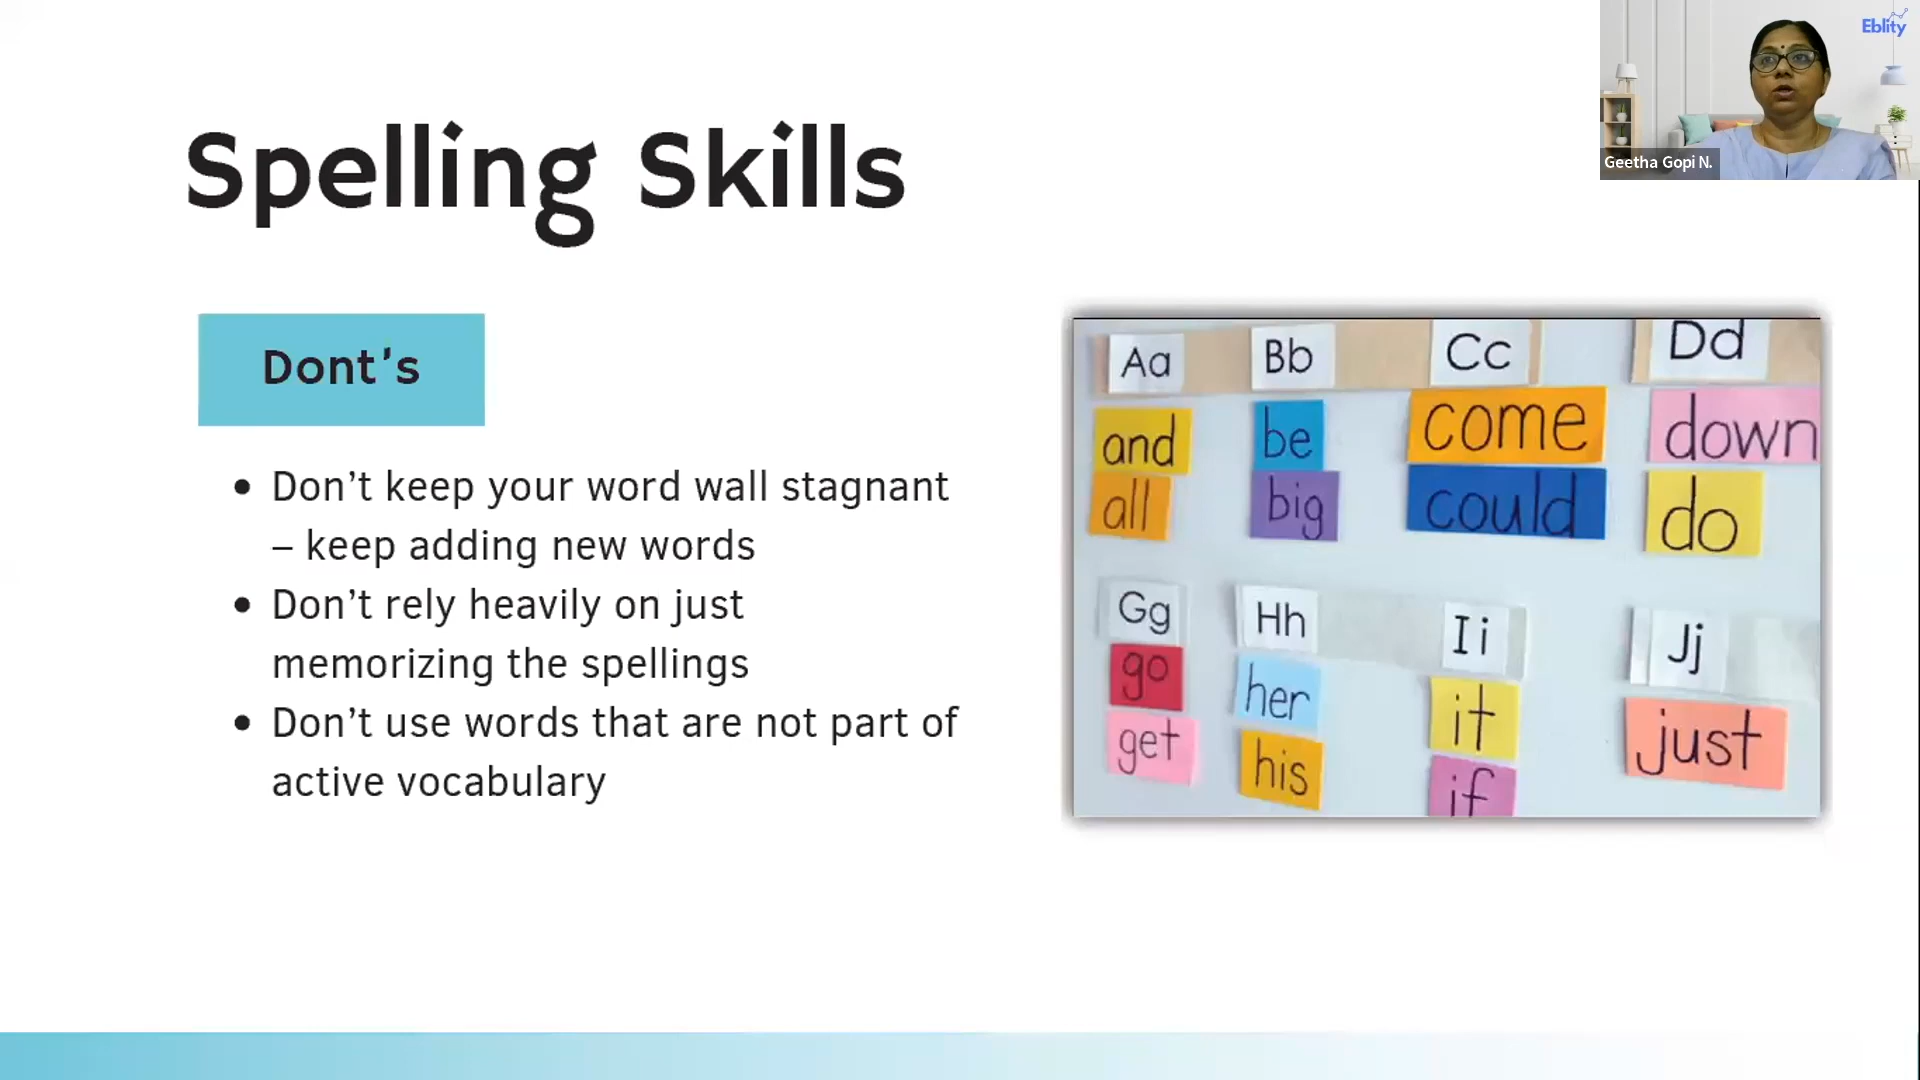 Eblity
Geetha Gopi N.
Spelling Skills
Dont's
• Don't keep your word wall stagnant
– keep adding new words
• Don't rely heavily on just
memorizing the spellings
• Don't use words that are not part of
active vocabulary
Aa Bb Cc Dd
and be come down
all big could do
Gg Hh Ii Jj
go her it just
get his if